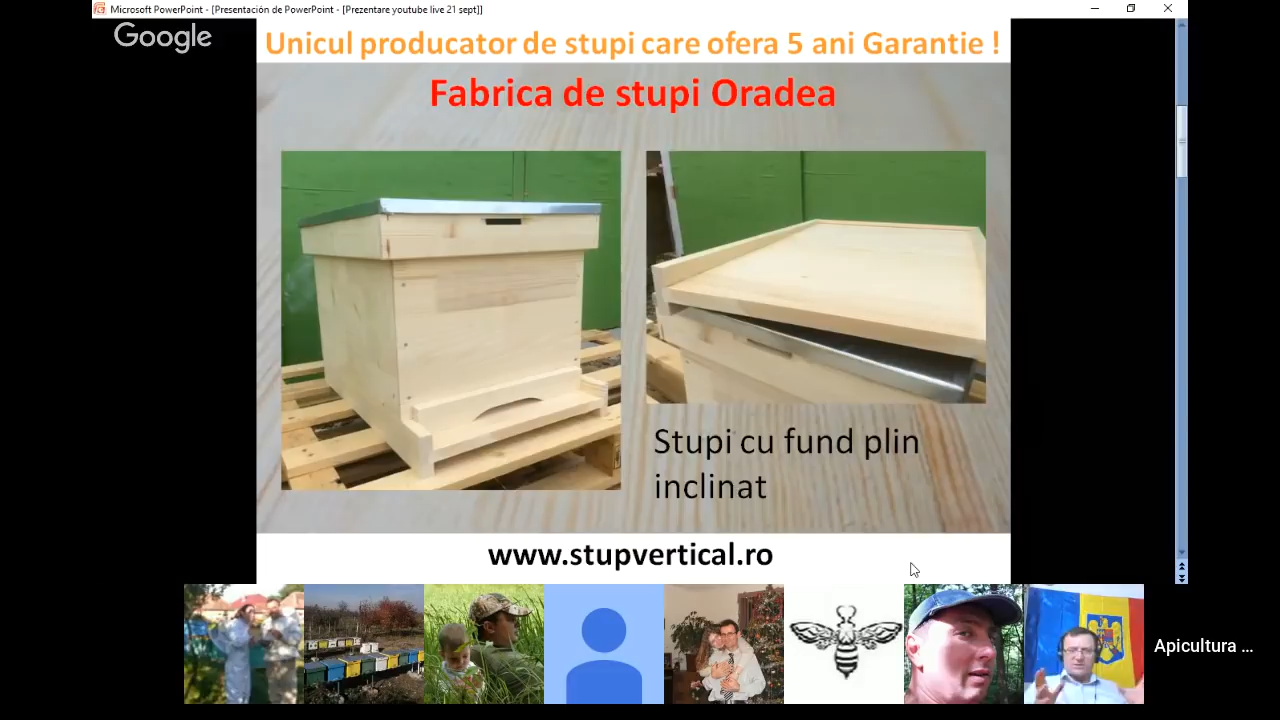 Microsoft PowerPoint - [Presentación de PowerPoint - [Prezentare youtube live 21 sept]]
Google
Unicul producator de stupi care ofera 5 ani Garantie !
Fabrica de stupi Oradea
Stupi cu fund plin
inclinat
www.stupvertical.ro
Apicultura ...